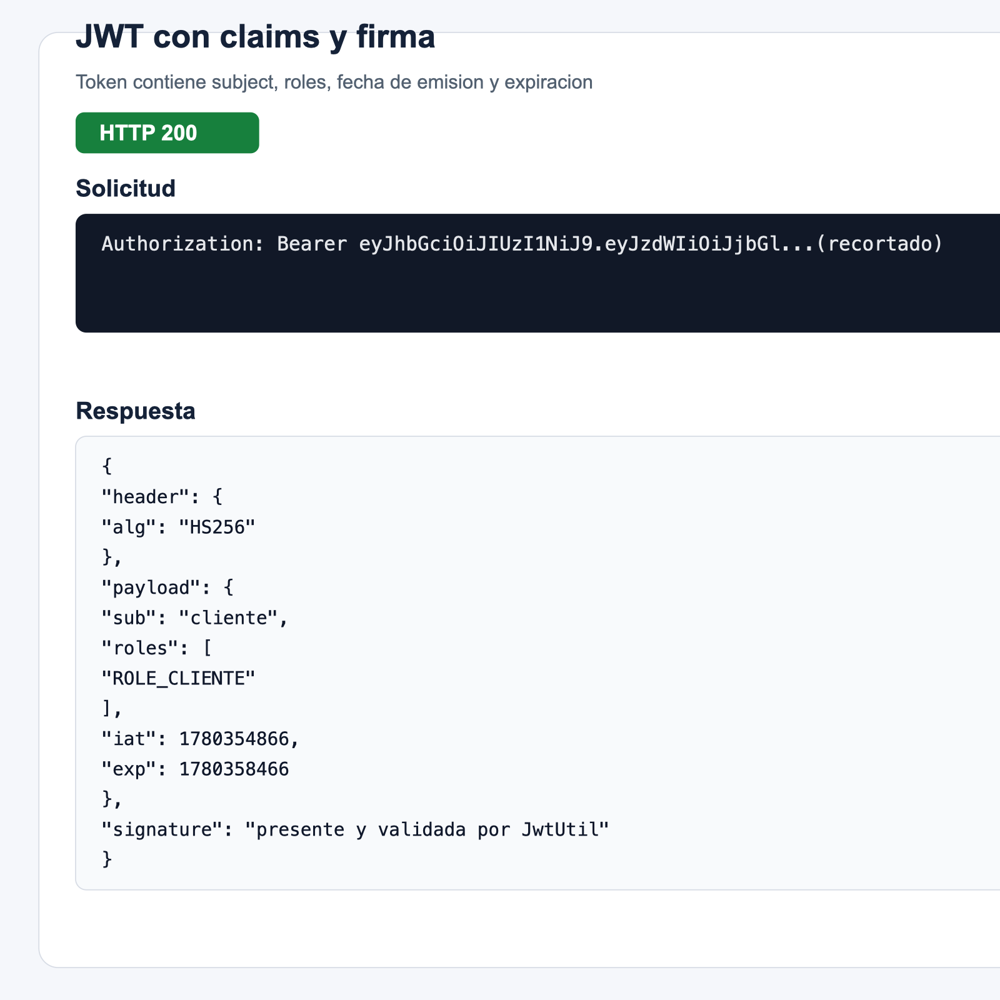 JWT con claims y firma
Token contiene subject, roles, fecha de emision y expiracion
HTTP 200
Solicitud
Authorization: Bearer eyJhbGciOiJIUzI1NiJ9.eyJzdWIiOiJjbGl...(recortado)
Respuesta
{
"header": {
"alg": "HS256"
},
"payload": {
"sub": "cliente",
"roles": [
"ROLE_CLIENTE"
],
"iat": 1780354866,
"exp": 1780358466
},
"signature": "presente y validada por JwtUtil"
}